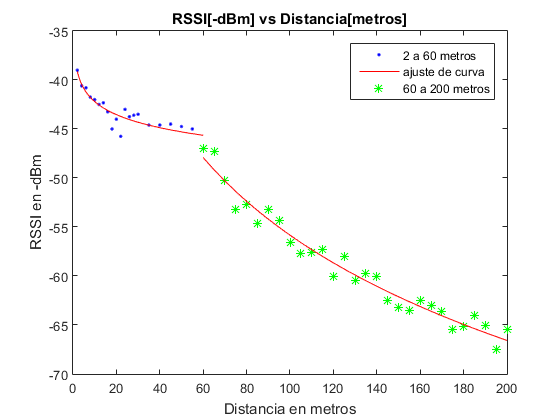 RSSI[-dBm] vs Distancia[metros]
2 a 60 metros
ajuste de curva
60 a 200 metros
RSSI en -dBm
-35
-40
-45
-50
-55
-60
-65
-70
0 20 40 60 80 100 120 140 160 180 200
Distancia en metros